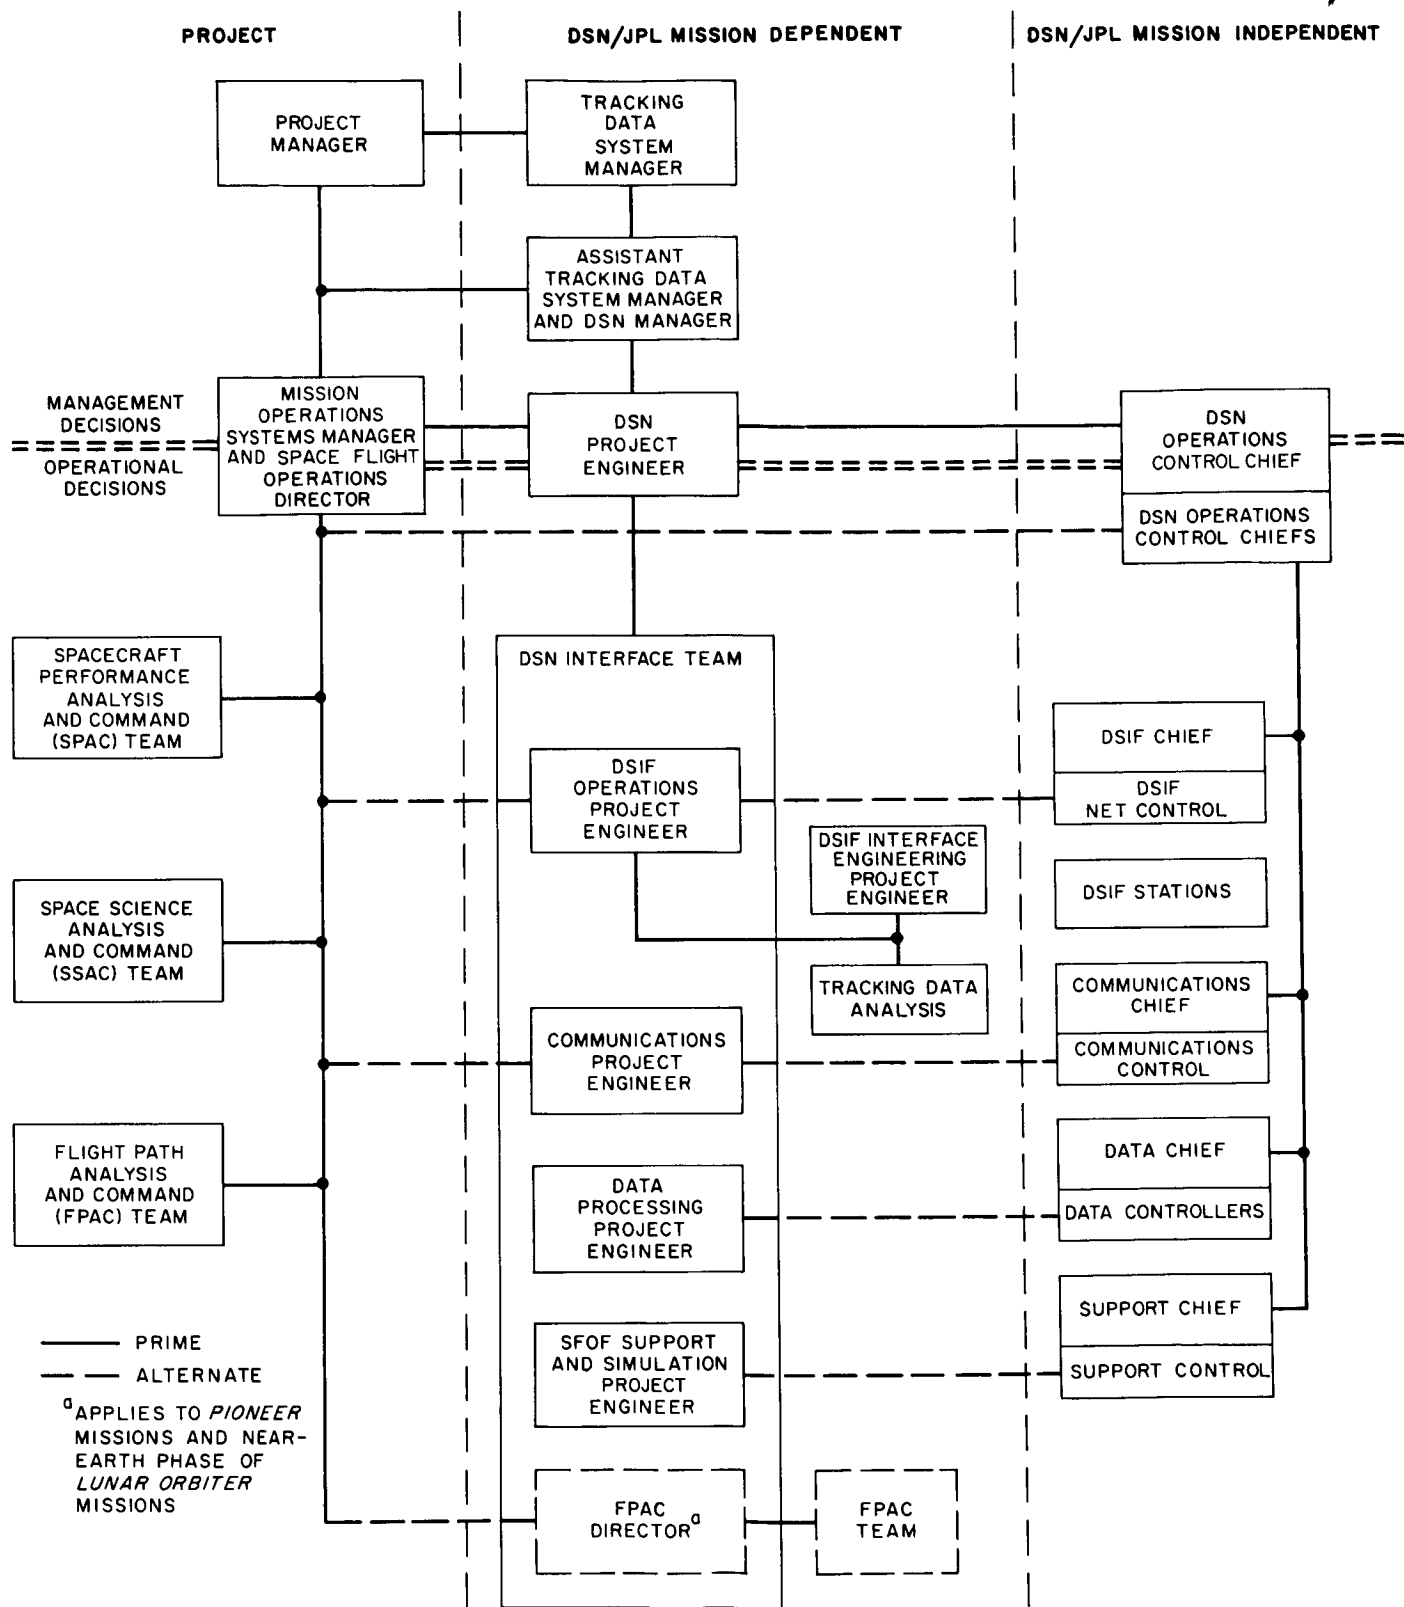 PROJECT
DSN/JPL MISSION DEPENDENT
DSN/JPL MISSION INDEPENDENT
PROJECT
MANAGER
TRACKING
DATA
SYSTEM
MANAGER
ASSISTANT
TRACKING DATA
SYSTEM MANAGER
AND DSN MANAGER
MANAGEMENT
DECISIONS
OPERATIONAL
DECISIONS
MISSION
OPERATIONS
SYSTEMS MANAGER
AND SPACE FLIGHT
OPERATIONS
DIRECTOR
DSN
PROJECT
ENGINEER
DSN
OPERATIONS
CONTROL CHIEF
DSN OPERATIONS
CONTROL CHIEFS
SPACECRAFT
PERFORMANCE
ANALYSIS
AND COMMAND
(SPAC) TEAM
DSN INTERFACE TEAM
DSIF
OPERATIONS
PROJECT
ENGINEER
DSIF CHIEF
DSIF
NET CONTROL
DSIF INTERFACE
ENGINEERING
PROJECT
ENGINEER
DSIF STATIONS
SPACE SCIENCE
ANALYSIS
AND COMMAND
(SSAC) TEAM
TRACKING DATA
ANALYSIS
COMMUNICATIONS
CHIEF
COMMUNICATIONS
CONTROL
COMMUNICATIONS
PROJECT
ENGINEER
FLIGHT PATH
ANALYSIS
AND COMMAND
(FPAC) TEAM
DATA
PROCESSING
PROJECT
ENGINEER
DATA CHIEF
DATA CONTROLLERS
SFOF SUPPORT
AND SIMULATION
PROJECT
ENGINEER
SUPPORT CHIEF
SUPPORT CONTROL
PRIME
ALTERNATE
a APPLIES TO PIONEER
MISSIONS AND NEAR-
EARTH PHASE OF
LUNAR ORBITER
MISSIONS
FPAC
DIRECTOR a
FPAC
TEAM